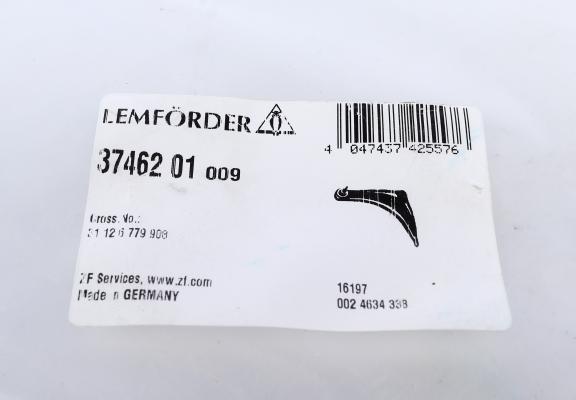 LEMFÖRDER
37462 01 009
4 047437 425576
Cross. No.:
31 12 6 779 908
ZF Services, www.zf.com
Made in GERMANY
16197
002 4634 338